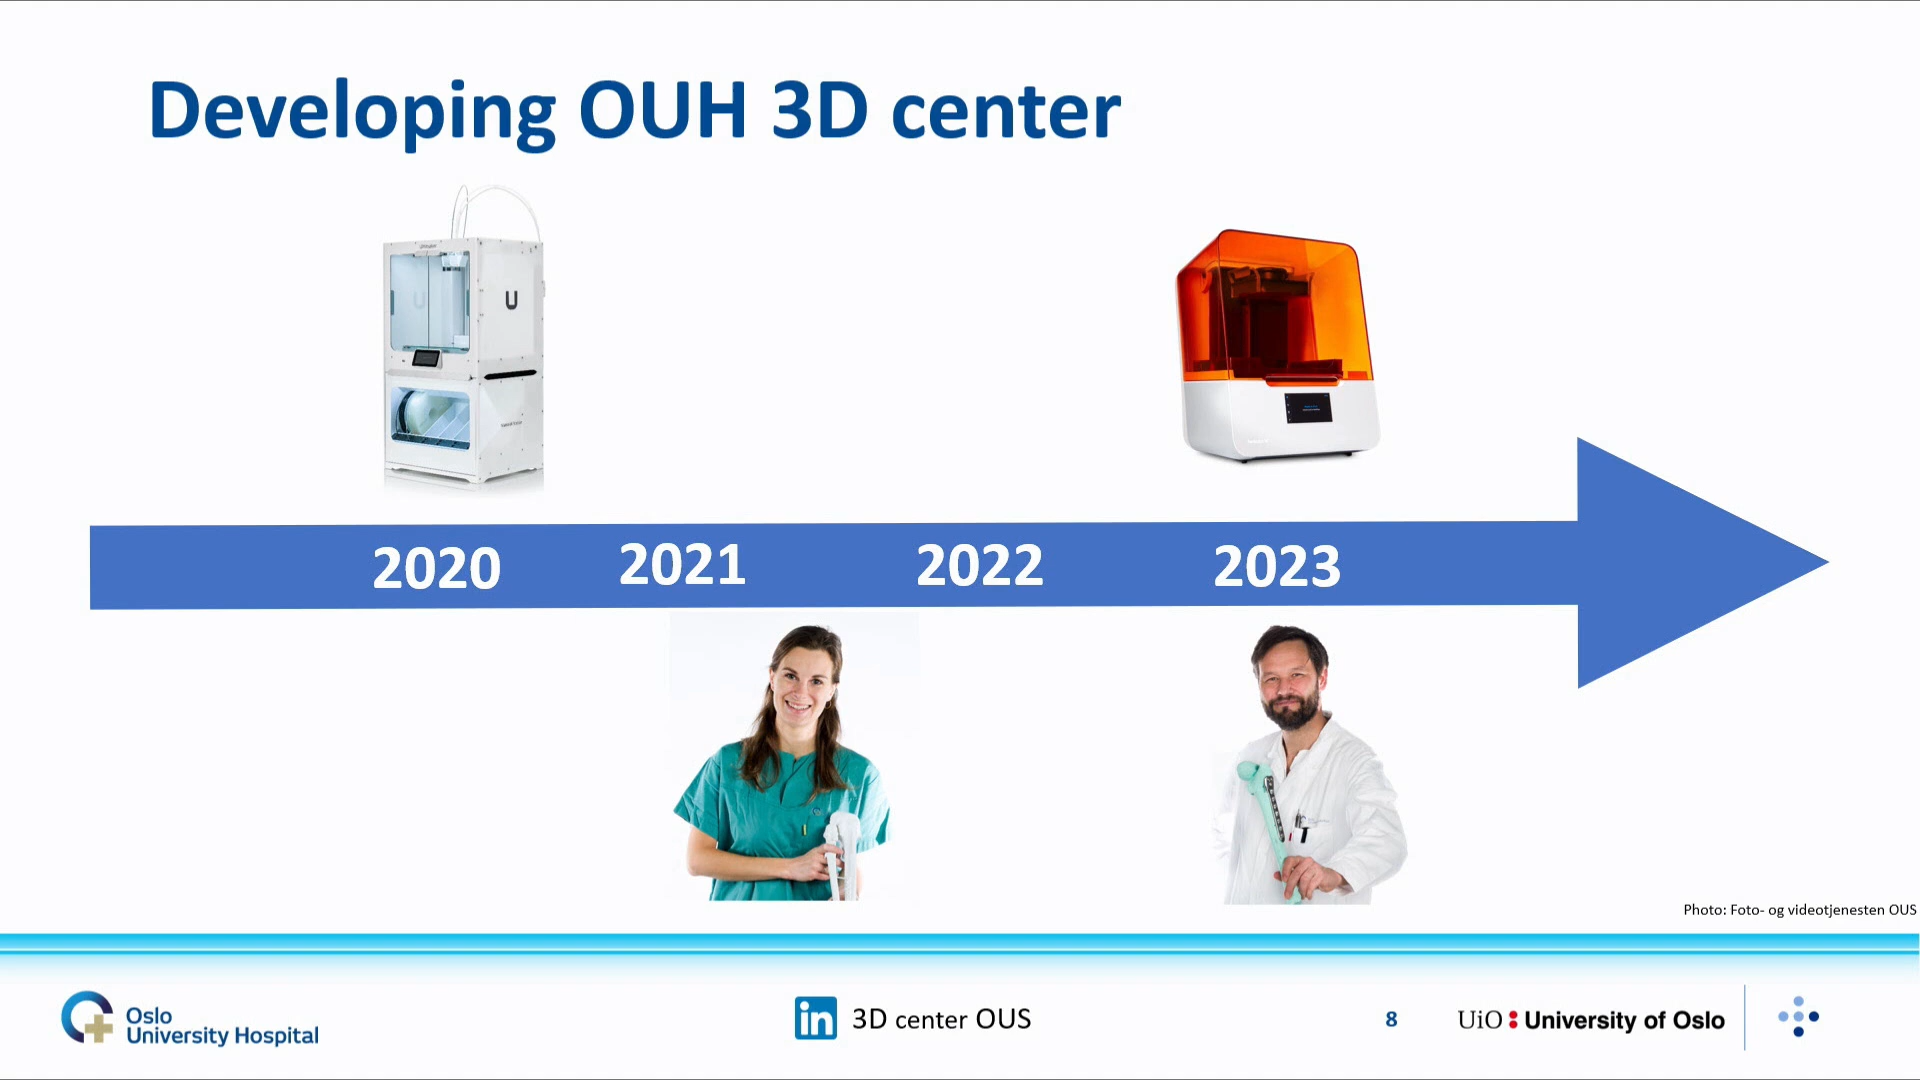 Developing OUH 3D center
U
2020 2021 2022 2023
Photo: Foto- og videotjenesten OUS
Oslo
University Hospital
in 3D center OUS
8
UiO: University of Oslo